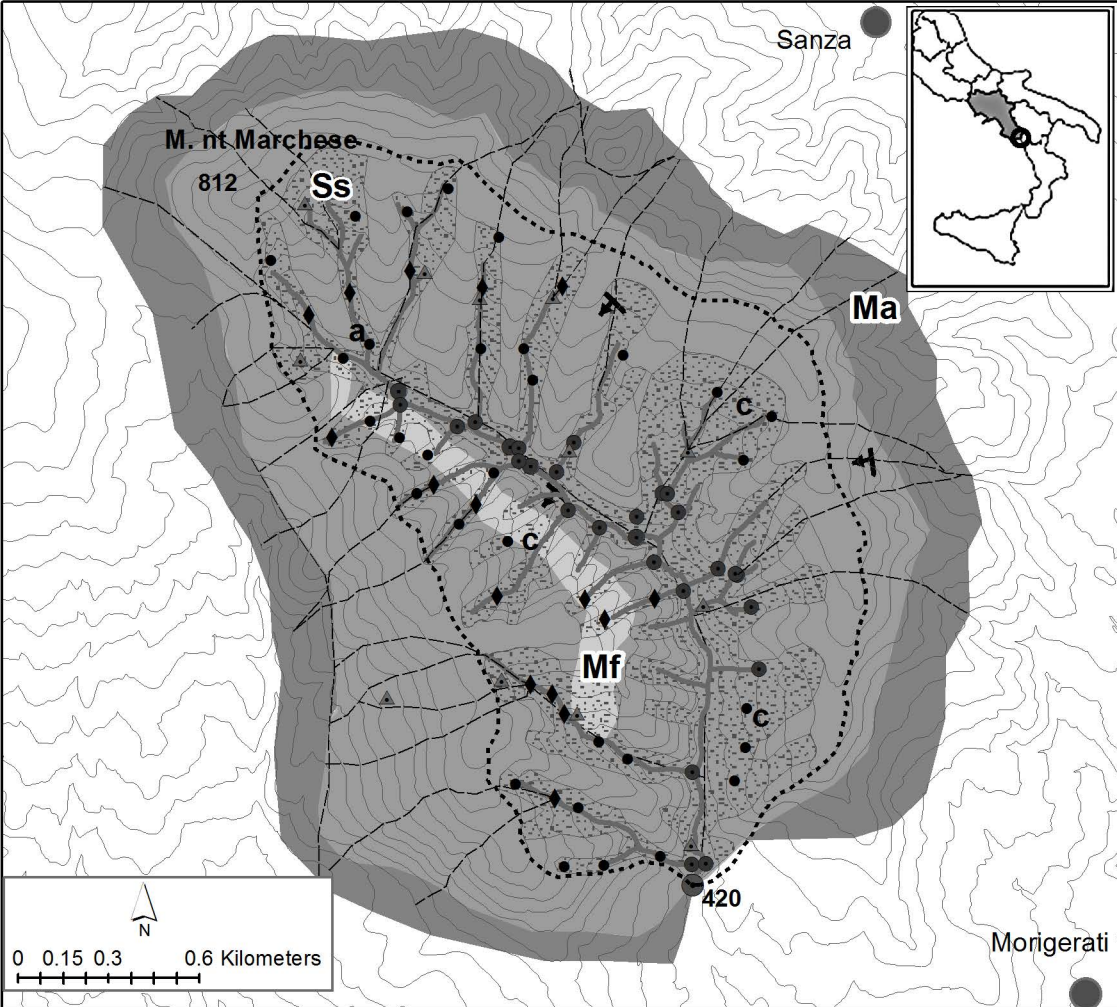 Sanza
M. nt Marchese
812
Ss
Ma
a
c
c
Mf
c
420
N
0 0.15 0.3 0.6 Kilometers
Morigerati